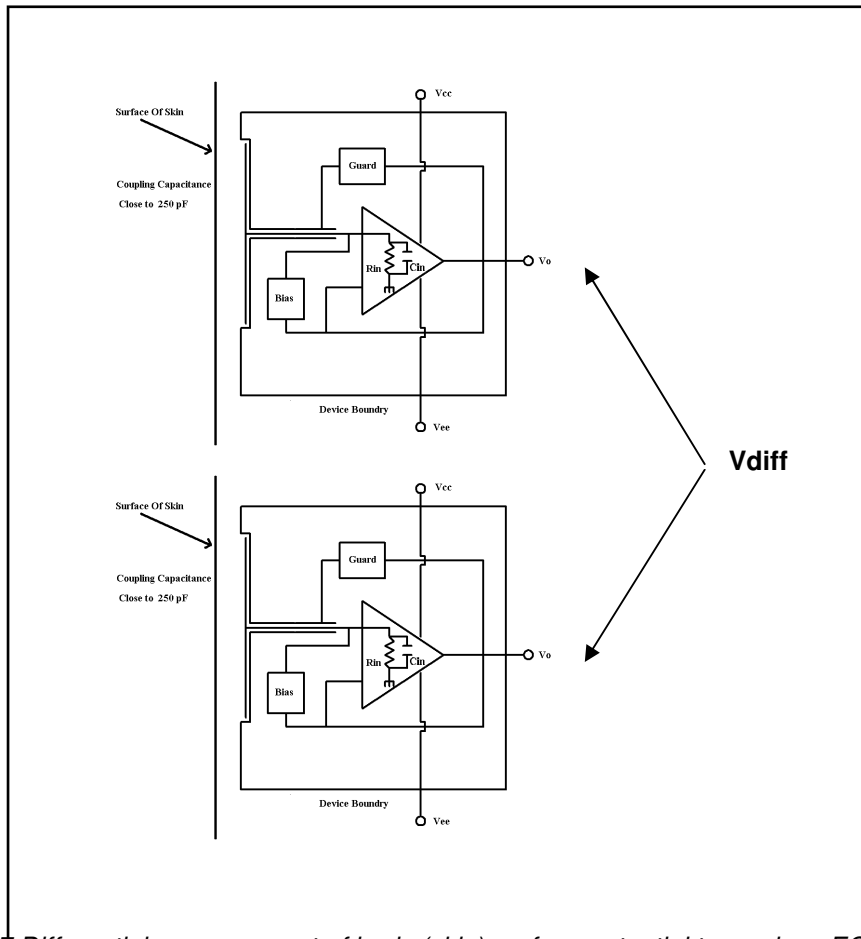 Vcc
Surface Of Skin
Guard
Coupling Capacitance
Close to 250 pF
Rin
Cin
Vo
Bias
Device Boundry
Vee
Vdiff
Vcc
Surface Of Skin
Guard
Coupling Capacitance
Close to 250 pF
Rin
Cin
Vo
Bias
Device Boundry
Vee